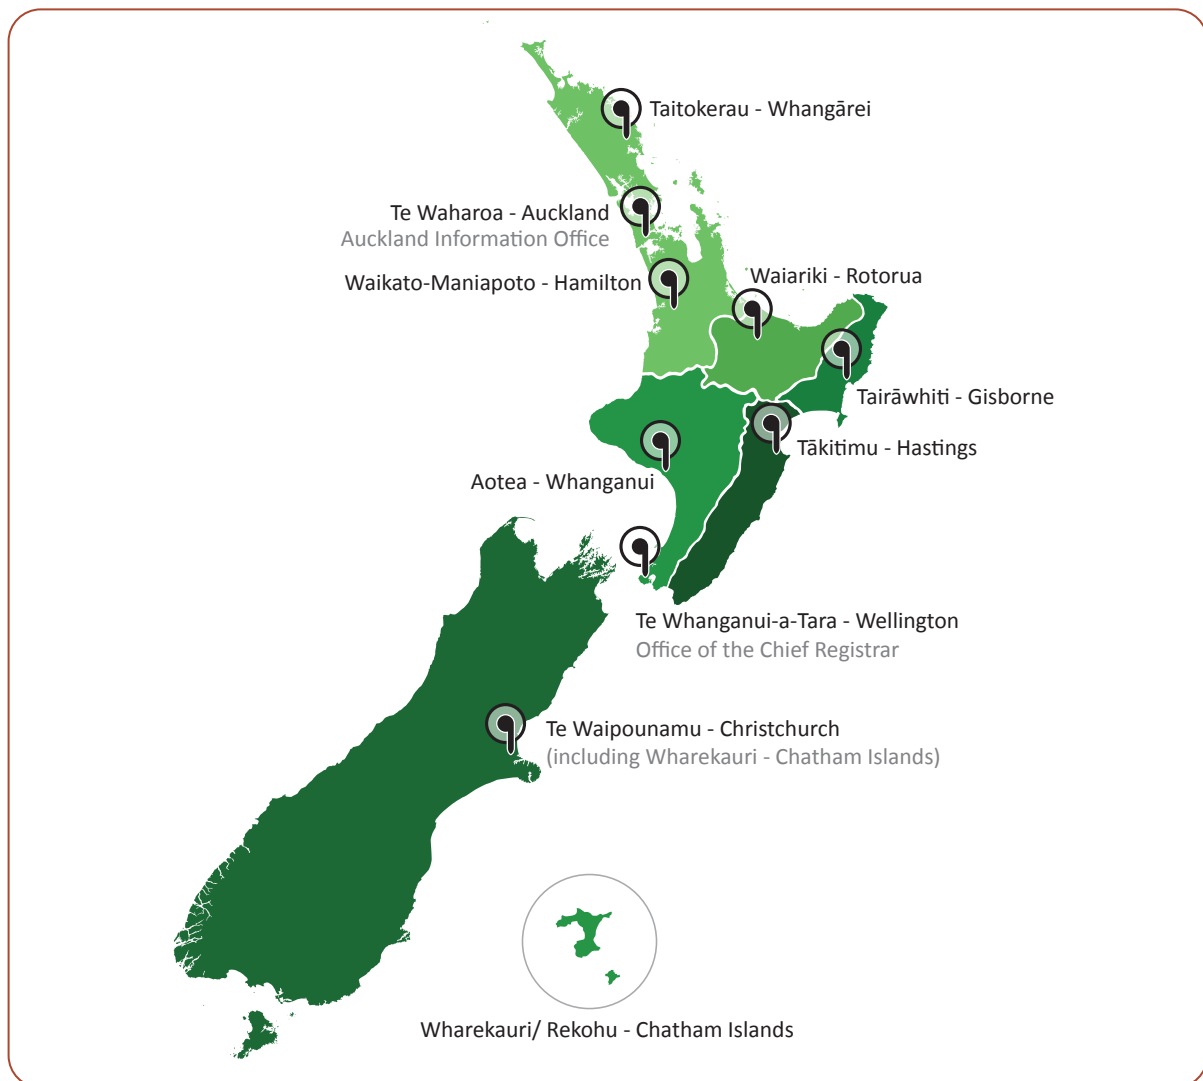 Taitokerau - Whangārei
Te Waharoa - Auckland
Auckland Information Office
Waikato-Maniapoto - Hamilton
Waiariki - Rotorua
Tairāwhiti - Gisborne
Tākitimu - Hastings
Aotea - Whanganui
Te Whanganui-a-Tara - Wellington
Office of the Chief Registrar
Te Waipounamu - Christchurch
(including Wharekauri - Chatham Islands)
Wharekauri/ Rekohu - Chatham Islands